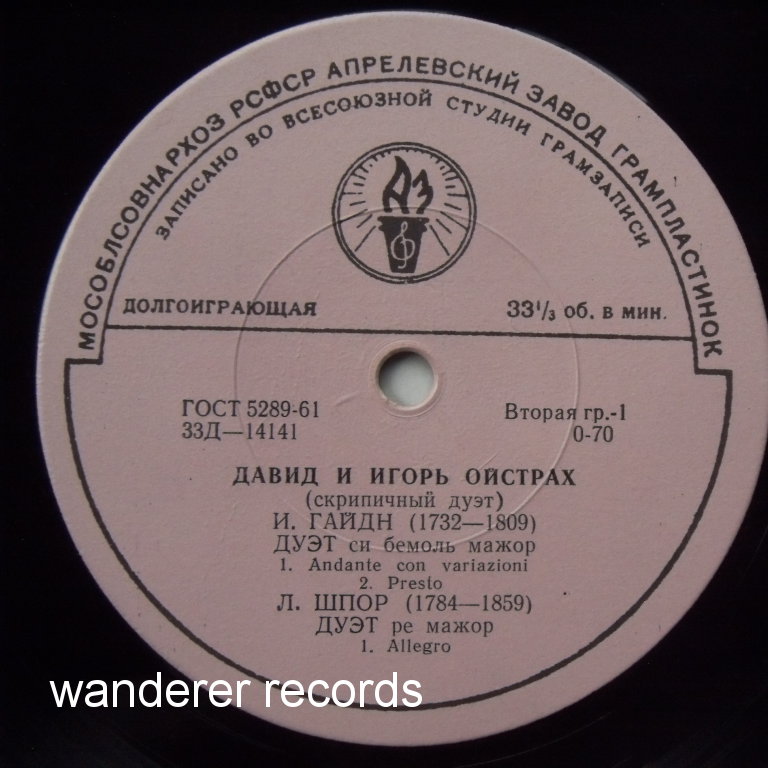 МОСОБЛСОВНАРХОЗ РСФСР АПРЕЛЕВСКИЙ ЗАВОД ГРАМПЛАСТИНОК
ЗАПИСАНО ВО ВСЕСОЮЗНОЙ СТУДИИ ГРАМЗАПИСИ
АЗ
ДОЛГОИГРАЮЩАЯ 33 1/3 об. в мин.
ГОСТ 5289-61 Вторая гр.-1
33Д—14141 0-70
ДАВИД И ИГОРЬ ОЙСТРАХ
(скрипичный дуэт)
И. ГАЙДН (1732—1809)
ДУЭТ си бемоль мажор
1. Andante con variazioni
2. Presto
Л. ШПОР (1784—1859)
ДУЭТ ре мажор
1. Allegro
wanderer records